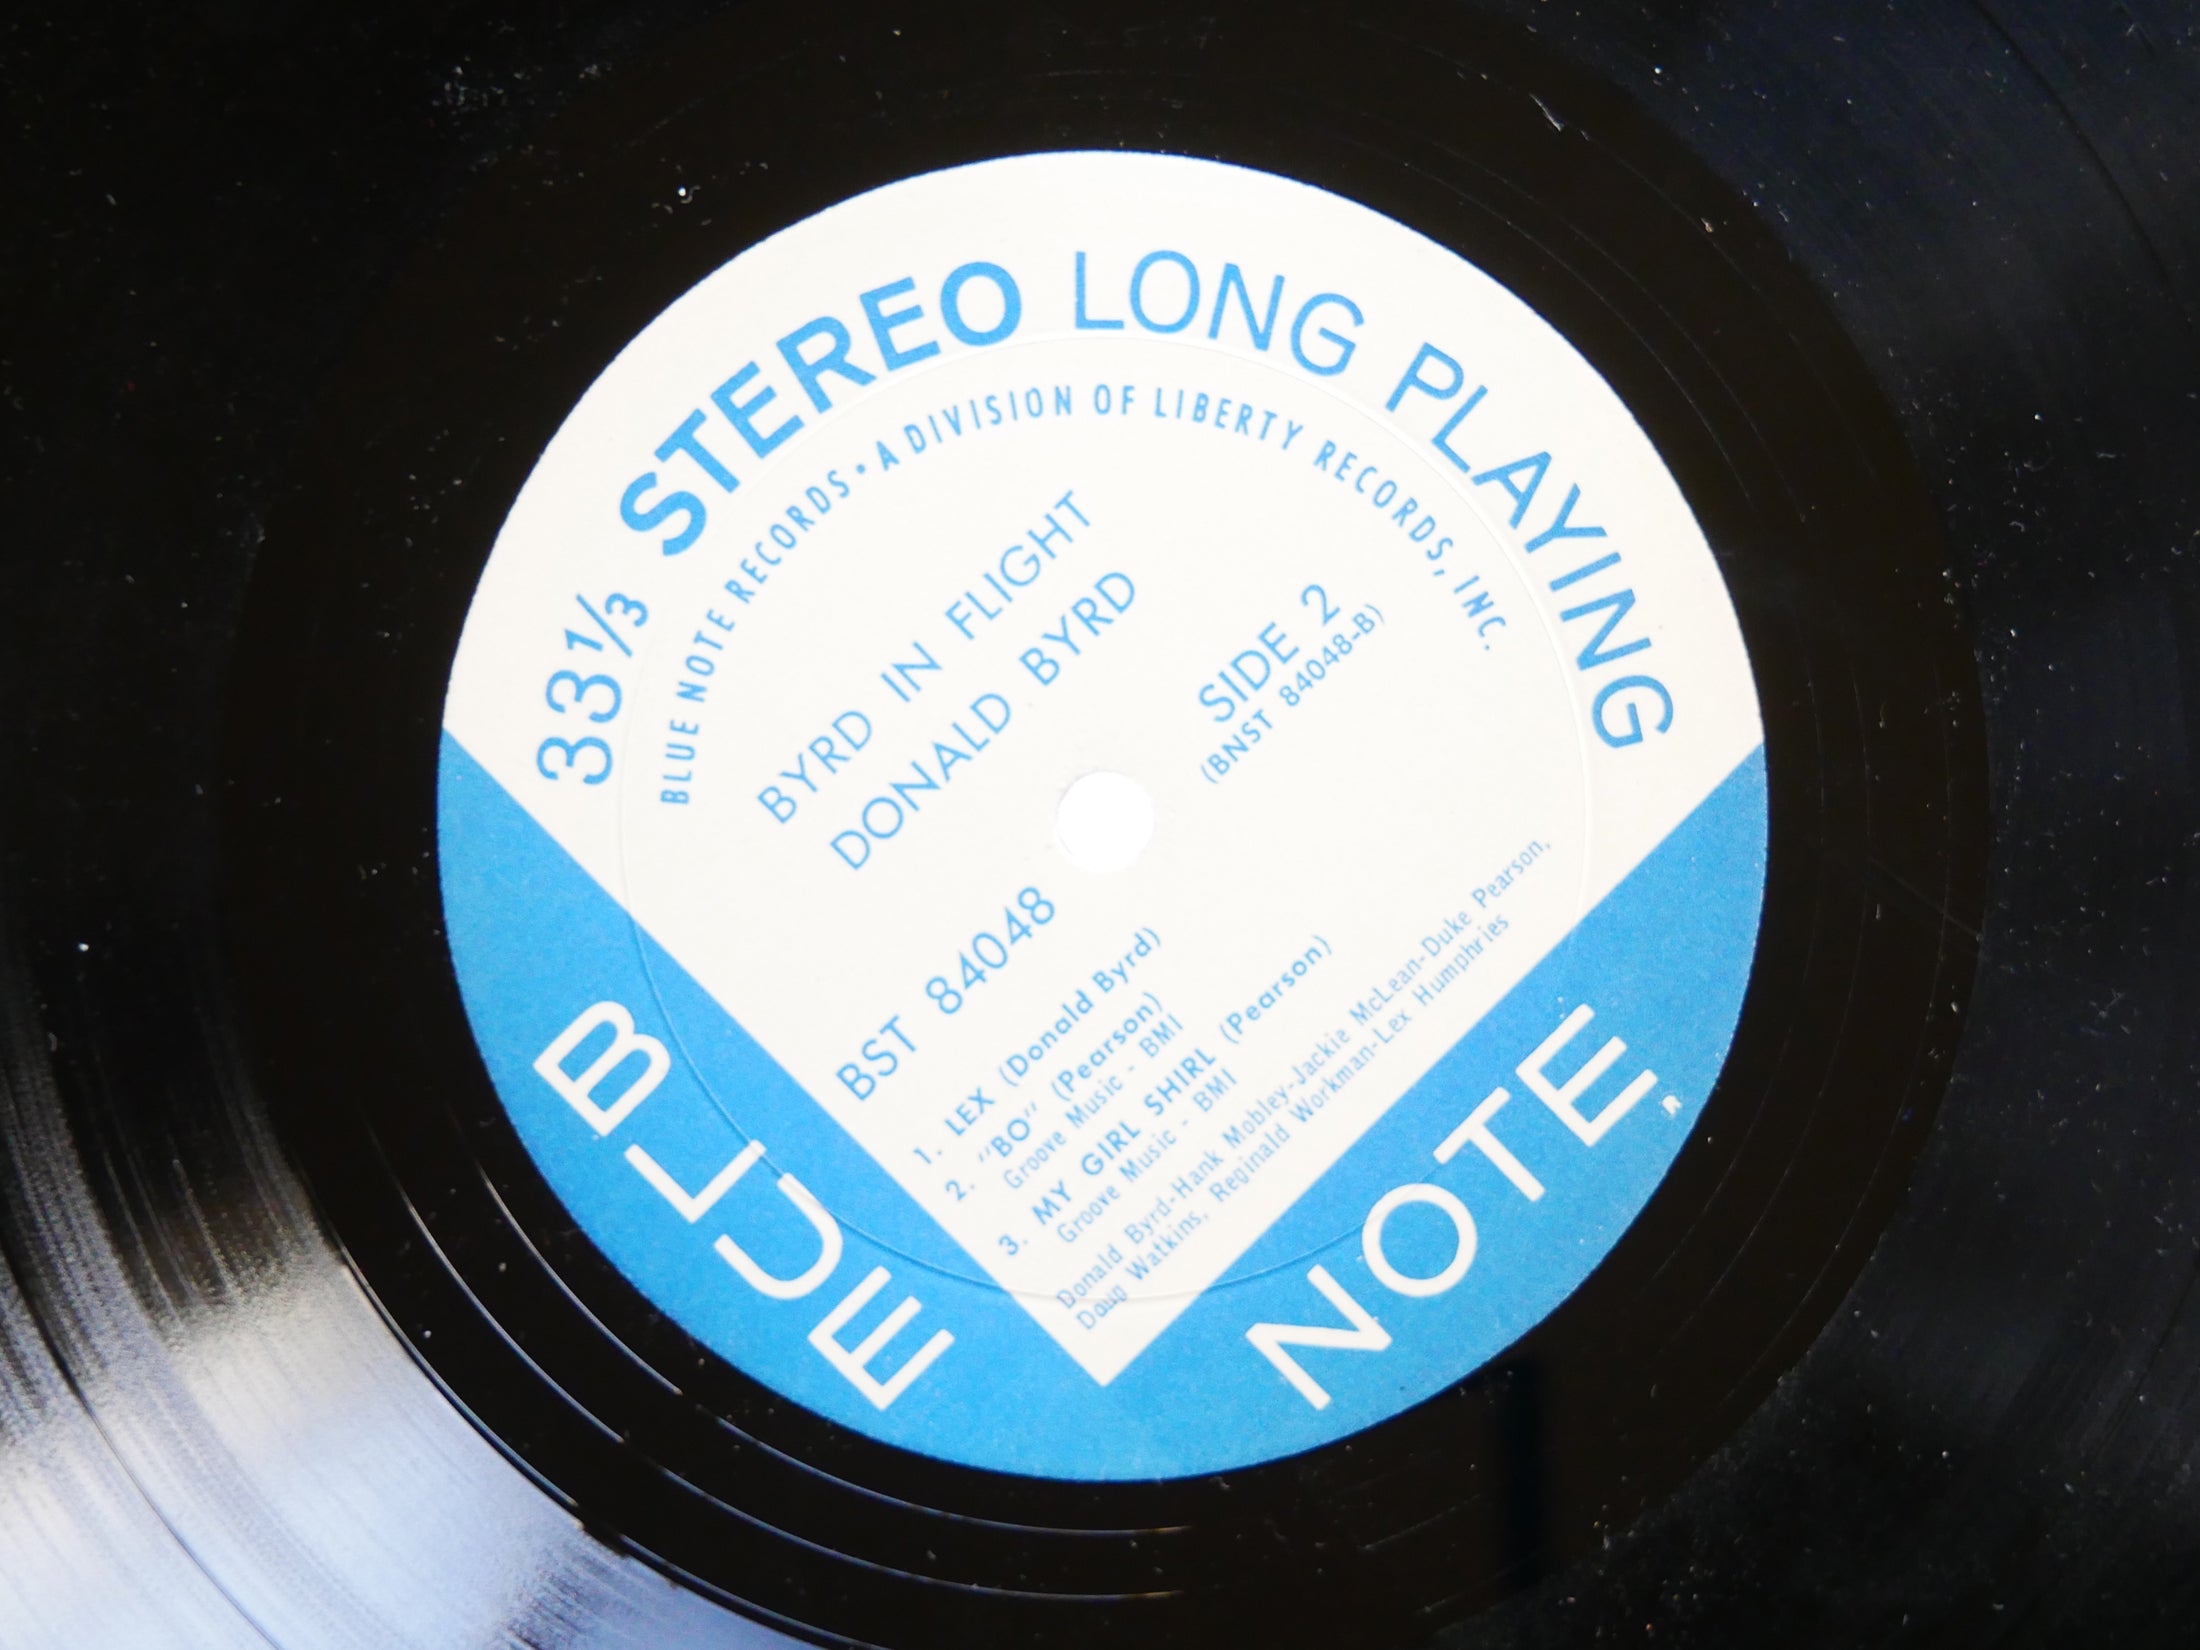 33⅓ STEREO LONG PLAYING
BLUE NOTE RECORDS • A DIVISION OF LIBERTY RECORDS, INC.
BYRD IN FLIGHT
DONALD BYRD
SIDE 2
(BNST 84048-B)
BST 84048
1. LEX (Donald Byrd)
2. "BO" (Pearson)
Groove Music - BMI
3. MY GIRL SHIRL (Pearson)
Groove Music - BMI
Donald Byrd-Hank Mobley-Jackie McLean-Duke Pearson,
Doug Watkins, Reginald Workman-Lex Humphries
BLUE NOTE
R